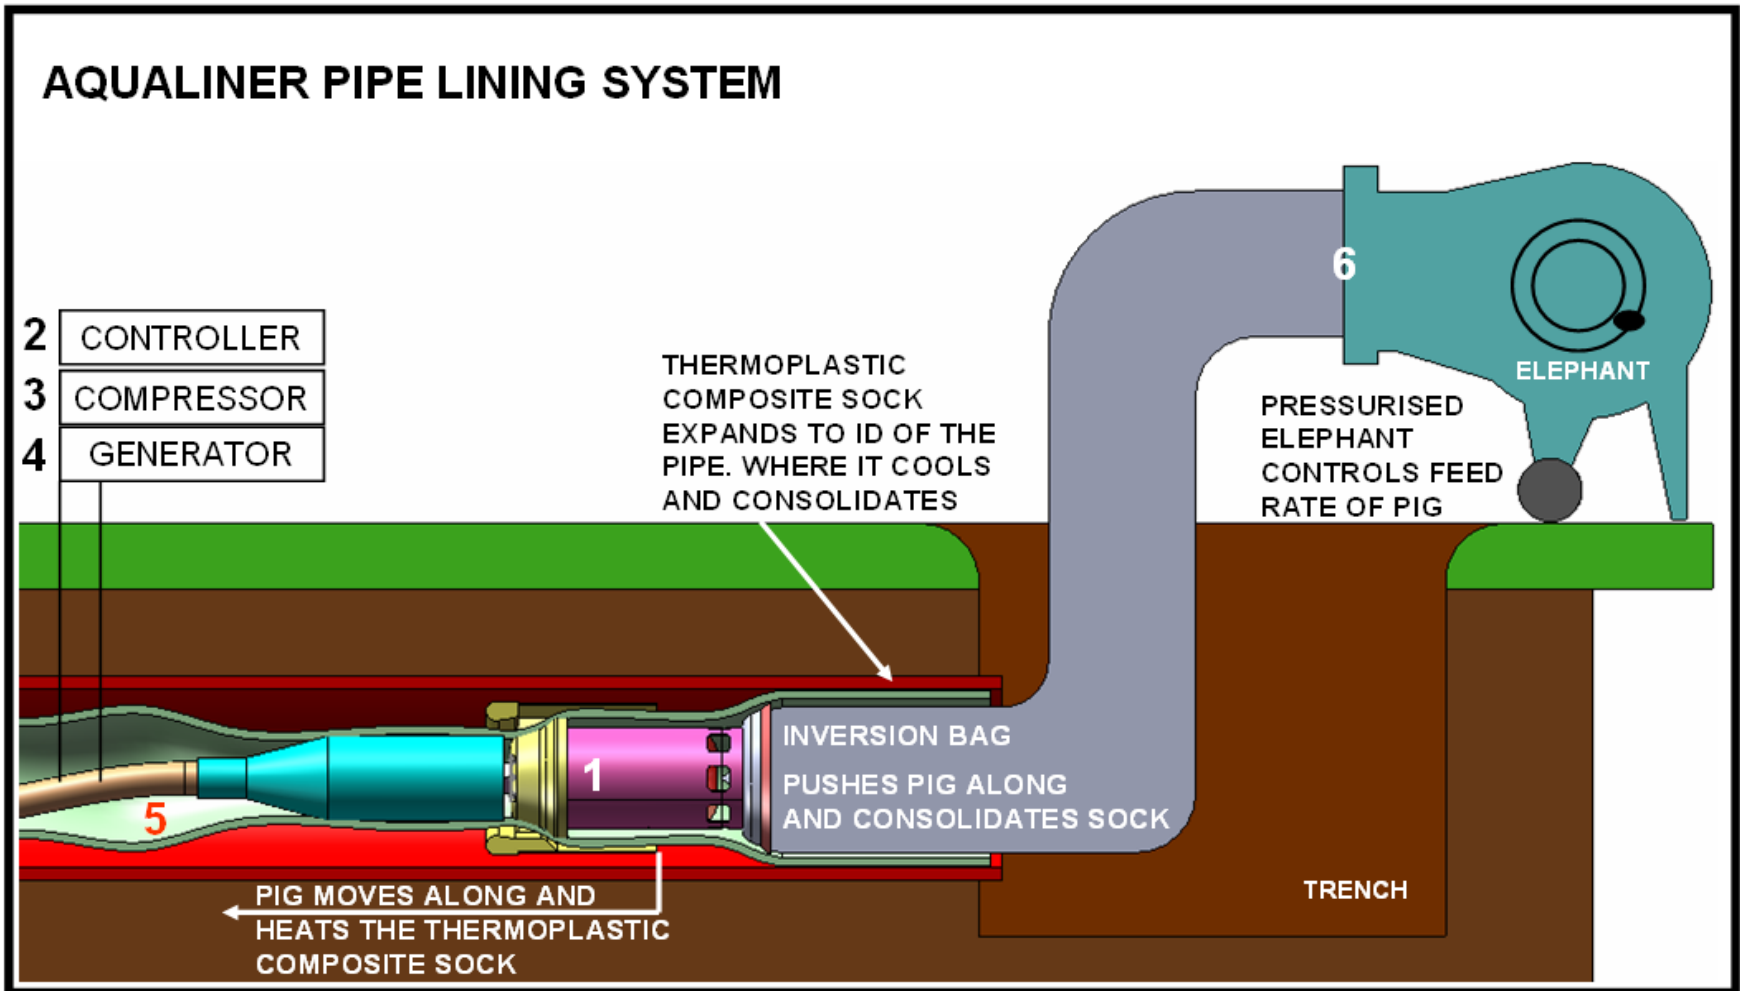 AQUALINER PIPE LINING SYSTEM
6
2 CONTROLLER
3 COMPRESSOR
4 GENERATOR
THERMOPLASTIC
COMPOSITE SOCK
EXPANDS TO ID OF THE
PIPE. WHERE IT COOLS
AND CONSOLIDATES
ELEPHANT
PRESSURISED
ELEPHANT
CONTROLS FEED
RATE OF PIG
1
5
INVERSION BAG
PUSHES PIG ALONG
AND CONSOLIDATES SOCK
PIG MOVES ALONG AND
HEATS THE THERMOPLASTIC
COMPOSITE SOCK
TRENCH